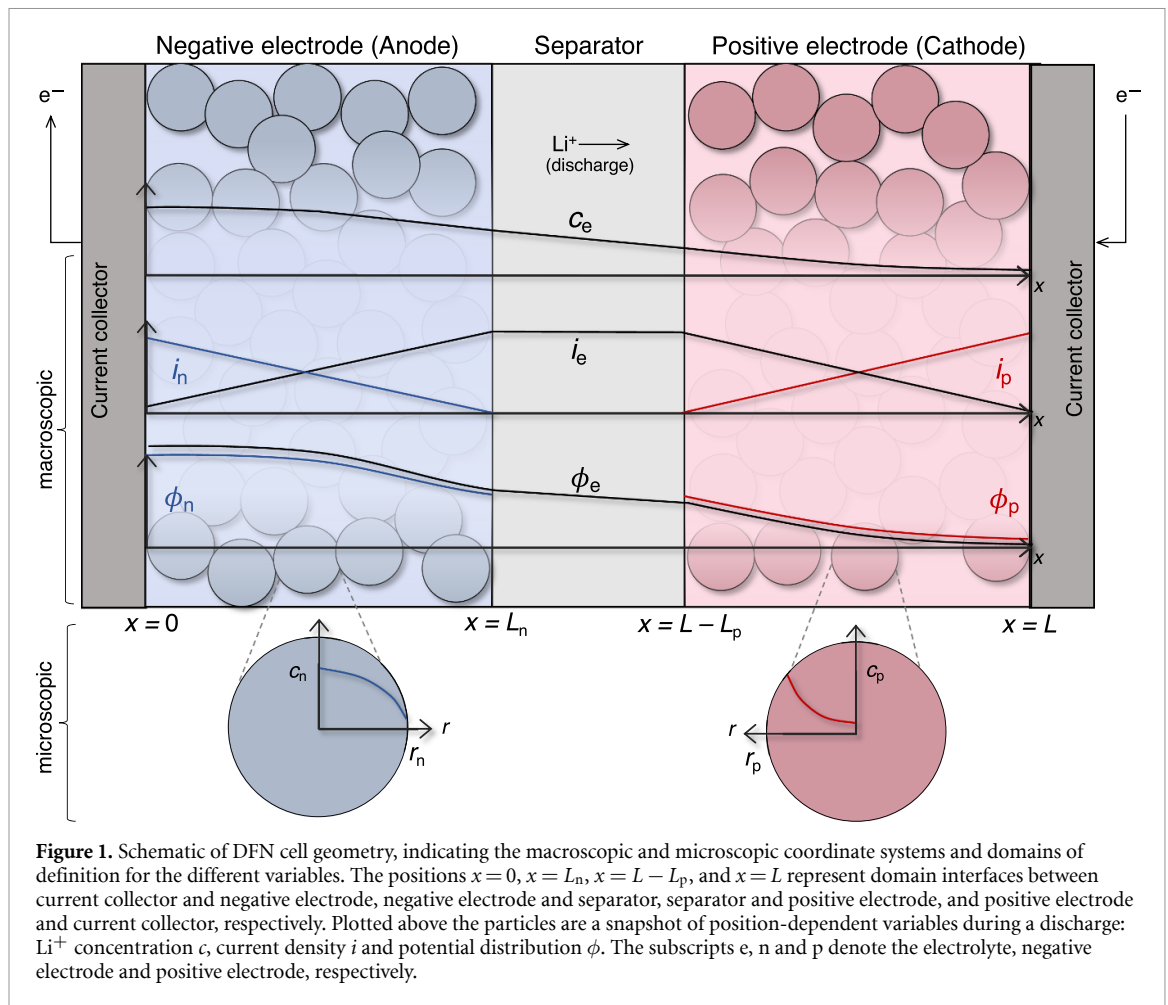 Negative electrode (Anode) Separator Positive electrode (Cathode)
e⁻ e⁻
Li⁺
(discharge)
cₑ
x
Current collector
Current collector
macroscopic
iₙ iₑ iₚ
x
ϕₙ ϕₑ ϕₚ
x
x = 0 x = Lₙ x = L – Lₚ x = L
microscopic
cₙ cₚ
r r
rₙ rₚ
Figure 1. Schematic of DFN cell geometry, indicating the macroscopic and microscopic coordinate systems and domains of
definition for the different variables. The positions x = 0, x = Lₙ, x = L − Lₚ, and x = L represent domain interfaces between
current collector and negative electrode, negative electrode and separator, separator and positive electrode, and positive electrode
and current collector, respectively. Plotted above the particles are a snapshot of position-dependent variables during a discharge:
Li⁺ concentration c, current density i and potential distribution ϕ. The subscripts e, n and p denote the electrolyte, negative
electrode and positive electrode, respectively.